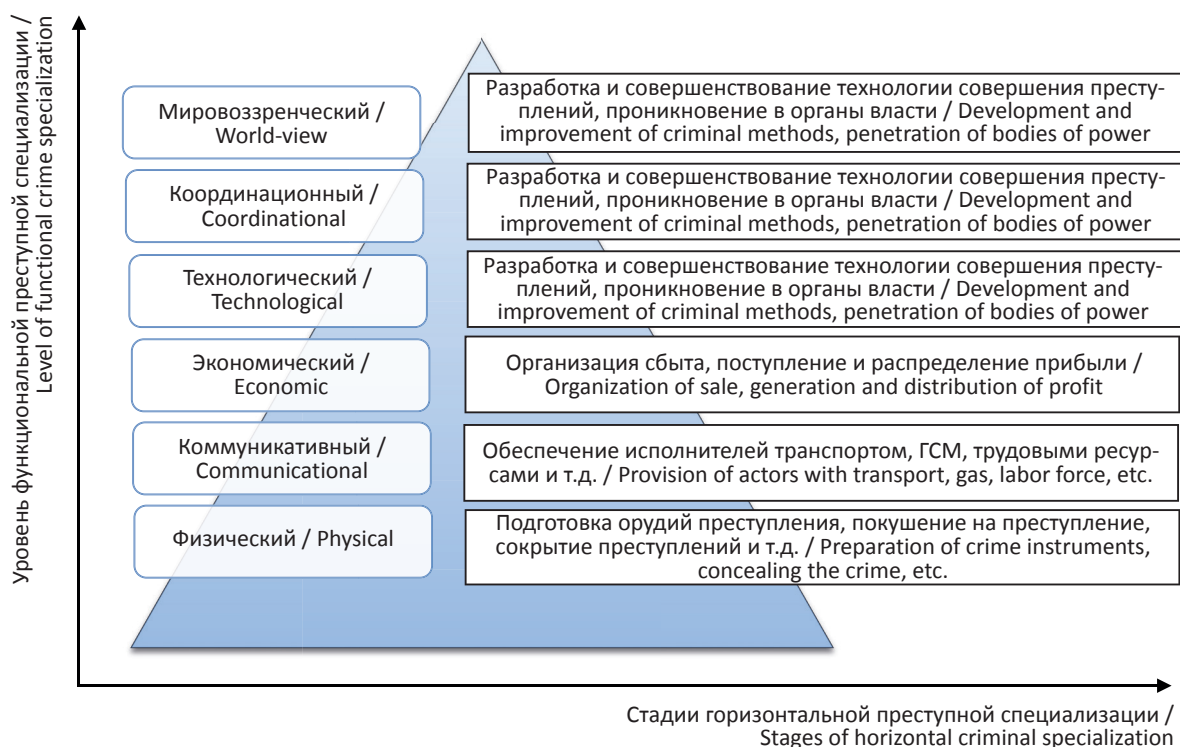 Уровень функциональной преступной специализации /
Level of functional crime specialization
Мировоззренческий /
World-view
Разработка и совершенствование технологии совершения престу-
плений, проникновение в органы власти / Development and
improvement of criminal methods, penetration of bodies of power
Координационный /
Coordinational
Разработка и совершенствование технологии совершения престу-
плений, проникновение в органы власти / Development and
improvement of criminal methods, penetration of bodies of power
Технологический /
Technological
Разработка и совершенствование технологии совершения престу-
плений, проникновение в органы власти / Development and
improvement of criminal methods, penetration of bodies of power
Экономический /
Economic
Организация сбыта, поступление и распределение прибыли /
Organization of sale, generation and distribution of profit
Коммуникативный /
Communicational
Обеспечение исполнителей транспортом, ГСМ, трудовыми ресур-
сами и т.д. / Provision of actors with transport, gas, labor force, etc.
Физический / Physical
Подготовка орудий преступления, покушение на преступление,
сокрытие преступлений и т.д. / Preparation of crime instruments,
concealing the crime, etc.
Стадии горизонтальной преступной специализации /
Stages of horizontal criminal specialization